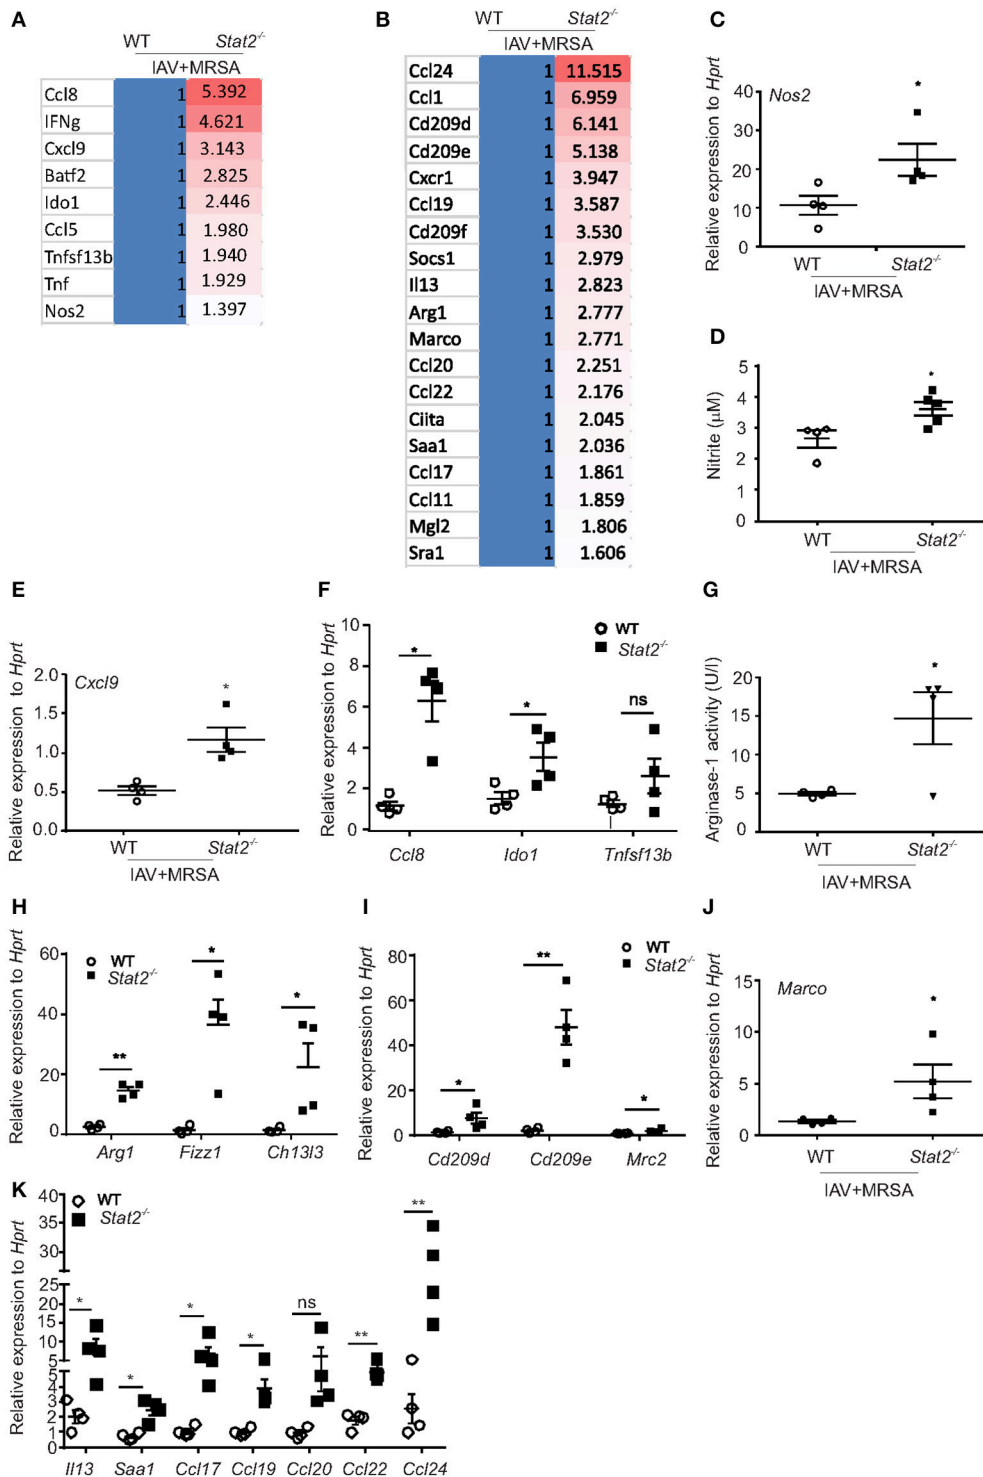 A
WT Stat2-/-
IAV+MRSA
Ccl8 1 5.392
IFNg 1 4.621
Cxcl9 1 3.143
Batf2 1 2.825
Ido1 1 2.446
Ccl5 1 1.980
Tnfsf13b 1 1.940
Tnf 1 1.929
Nos2 1 1.397
B
WT Stat2-/-
IAV+MRSA
Ccl24 1 11.515
Ccl1 1 6.959
Cd209d 1 6.141
Cd209e 1 5.138
Cxcr1 1 3.947
Ccl19 1 3.587
Cd209f 1 3.530
Socs1 1 2.979
Il13 1 2.823
Arg1 1 2.777
Marco 1 2.771
Ccl20 1 2.251
Ccl22 1 2.176
Ciita 1 2.045
Saa1 1 2.036
Ccl17 1 1.861
Ccl11 1 1.859
Mgl2 1 1.806
Sra1 1 1.606
C
Relative expression to Hprt
Nos2
*
40
30
20
10
0
WT Stat2-/-
IAV+MRSA
D
Nitrite (µM)
*
5
4
3
2
1
0
WT Stat2-/-
IAV+MRSA
E
Relative expression to Hprt
Cxcl9
*
2.0
1.5
1.0
0.5
0.0
WT Stat2-/-
IAV+MRSA
F
Relative expression to Hprt
WT
Stat2-/-
10
8
6
4
2
0
* * ns
Ccl8 Ido1 Tnfsf13b
G
Arginase-1 activity (U/l)
*
20
15
10
5
0
WT Stat2-/-
IAV+MRSA
H
Relative expression to Hprt
WT
Stat2-/-
60
40
20
0
** * *
Arg1 Fizz1 Ch13l3
I
Relative expression to Hprt
WT
Stat2-/-
80
60
40
20
0
* ** *
Cd209d Cd209e Mrc2
J
Relative expression to Hprt
Marco
*
15
10
5
0
WT Stat2-/-
IAV+MRSA
K
Relative expression to Hprt
WT
Stat2-/-
40
35
30
25
20
15
10
5
5
4
3
2
1
0
* * * * ns ** **
Il13 Saa1 Ccl17 Ccl19 Ccl20 Ccl22 Ccl24